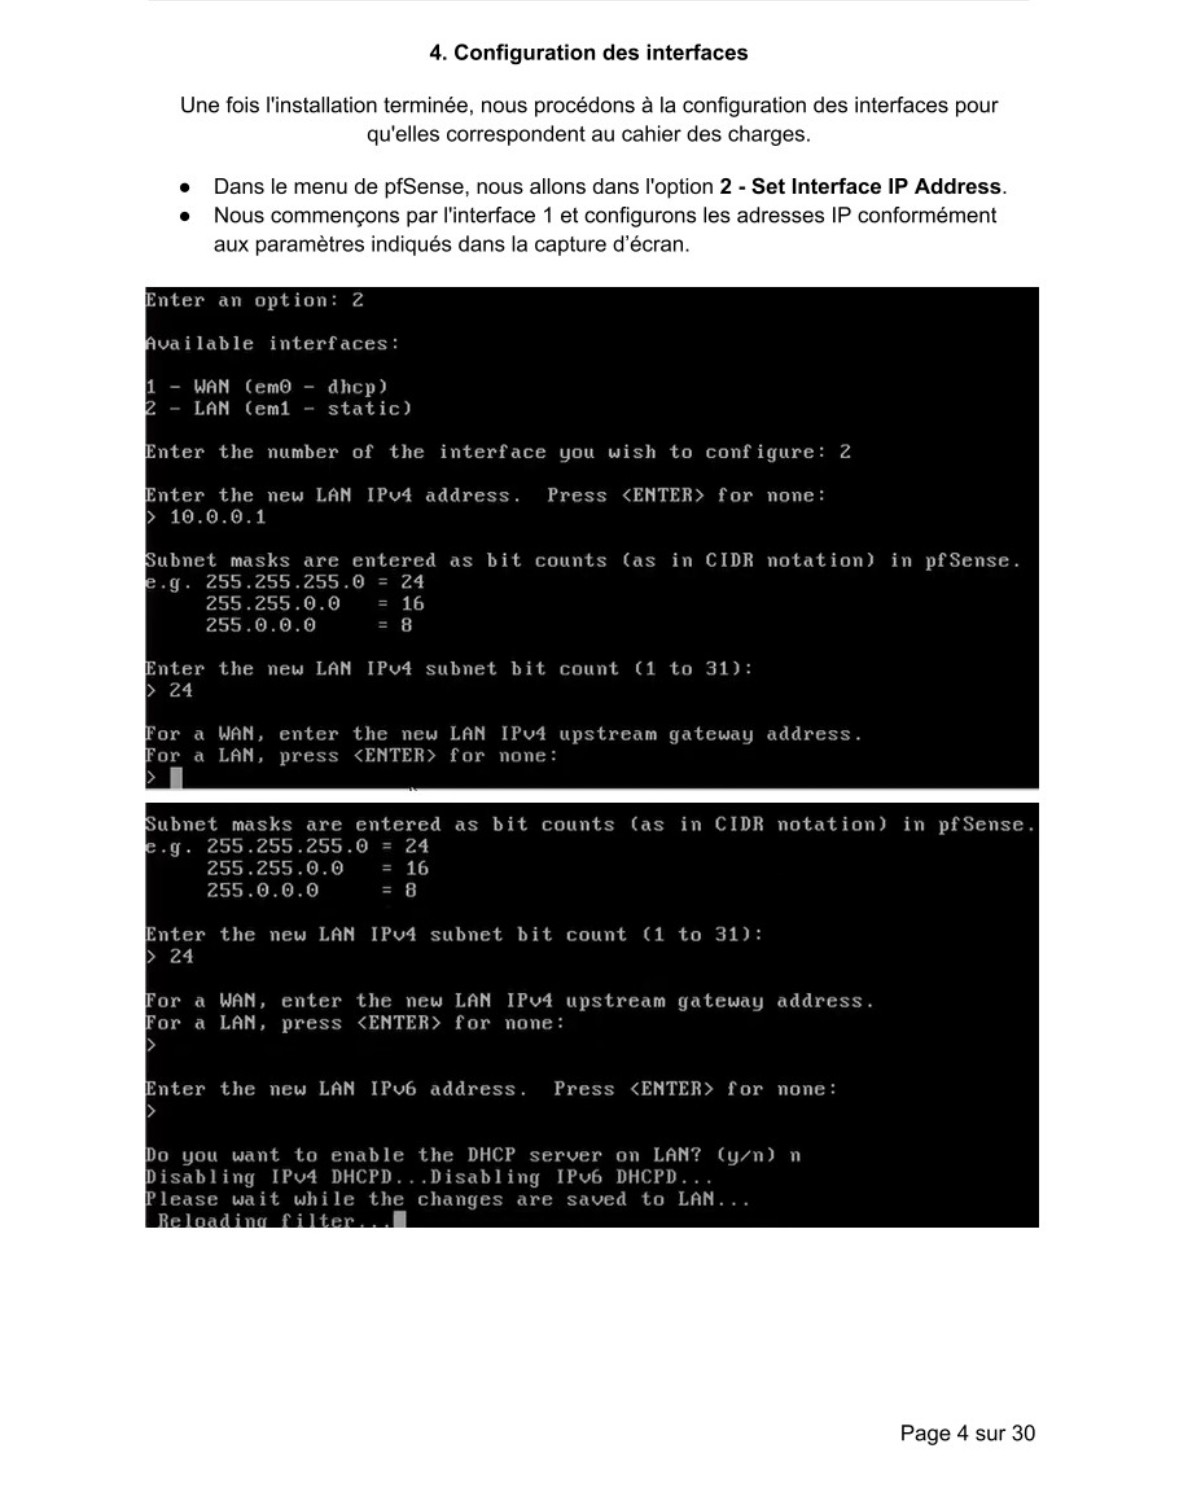 4. Configuration des interfaces
Une fois l'installation terminée, nous procédons à la configuration des interfaces pour
qu'elles correspondent au cahier des charges.
● Dans le menu de pfSense, nous allons dans l'option 2 - Set Interface IP Address.
● Nous commençons par l'interface 1 et configurons les adresses IP conformément
aux paramètres indiqués dans la capture d’écran.
Enter an option: 2
Available interfaces:
1 - WAN (em0 - dhcp)
2 - LAN (em1 - static)
Enter the number of the interface you wish to configure: 2
Enter the new LAN IPv4 address.  Press <ENTER> for none:
> 10.0.0.1
Subnet masks are entered as bit counts (as in CIDR notation) in pfSense.
e.g. 255.255.255.0 = 24
255.255.0.0 = 16
255.0.0.0 = 8
Enter the new LAN IPv4 subnet bit count (1 to 31):
> 24
For a WAN, enter the new LAN IPv4 upstream gateway address.
For a LAN, press <ENTER> for none:
>
Subnet masks are entered as bit counts (as in CIDR notation) in pfSense.
e.g. 255.255.255.0 = 24
255.255.0.0 = 16
255.0.0.0 = 8
Enter the new LAN IPv4 subnet bit count (1 to 31):
> 24
For a WAN, enter the new LAN IPv4 upstream gateway address.
For a LAN, press <ENTER> for none:
>
Enter the new LAN IPv6 address.  Press <ENTER> for none:
>
Do you want to enable the DHCP server on LAN? (y/n) n
Disabling IPv4 DHCPD...Disabling IPv6 DHCPD...
Please wait while the changes are saved to LAN...
Reloading filter...
Page 4 sur 30